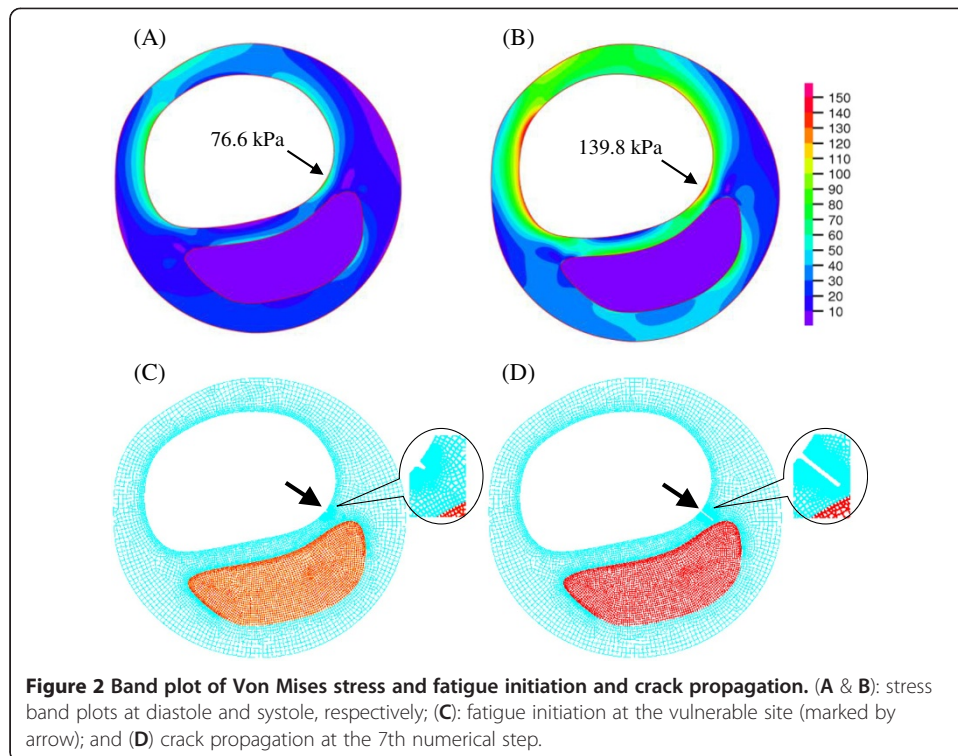 (A)
(B)
76.6 kPa
139.8 kPa
150
140
130
120
110
100
90
80
70
60
50
40
30
20
10
(C)
(D)
Figure 2 Band plot of Von Mises stress and fatigue initiation and crack propagation. (A & B): stress
band plots at diastole and systole, respectively; (C): fatigue initiation at the vulnerable site (marked by
arrow); and (D) crack propagation at the 7th numerical step.